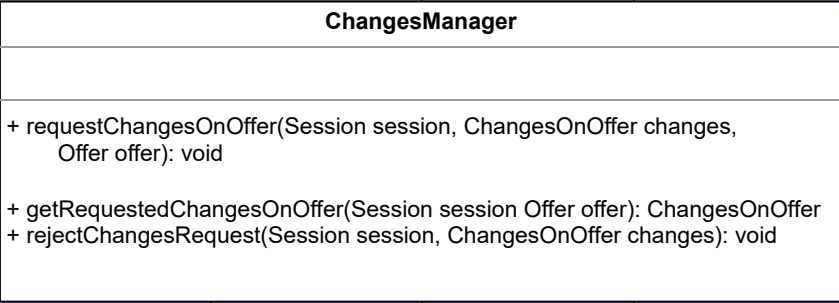 ChangesManager
+ requestChangesOnOffer(Session session, ChangesOnOffer changes,
Offer offer): void
+ getRequestedChangesOnOffer(Session session Offer offer): ChangesOnOffer
+ rejectChangesRequest(Session session, ChangesOnOffer changes): void